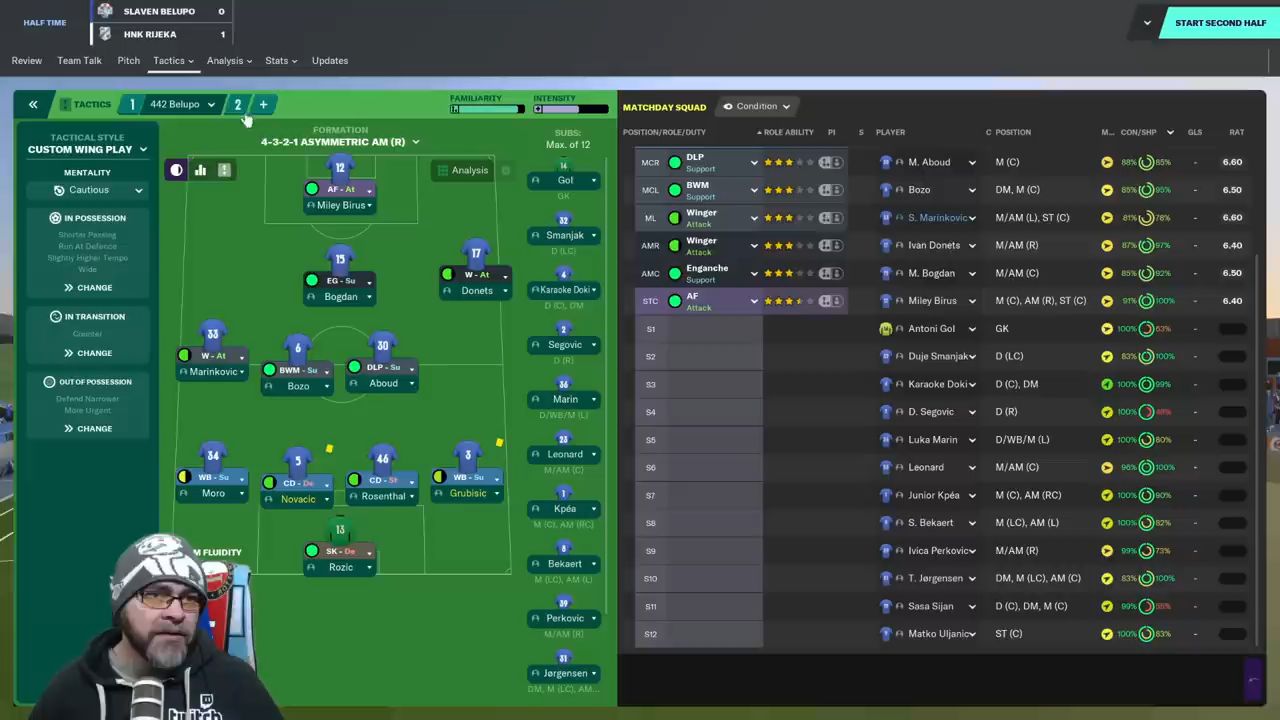 HALF TIME
SLAVEN BELUPO 0
HNK RIJEKA 1
START SECOND HALF
Review Team Talk Pitch Tactics Analysis Stats Updates
TACTICS 1 442 Belupo 2 +
FAMILIARITY INTENSITY
TACTICAL STYLE
CUSTOM WING PLAY
MENTALITY
Cautious
IN POSSESSION
Shorter Passing
Run At Defence
Slightly Higher Tempo
Wide
CHANGE
IN TRANSITION
Counter
CHANGE
OUT OF POSSESSION
Defend Narrower
More Urgent
CHANGE
FORMATION
4-3-2-1 ASYMMETRIC AM (R)
Analysis
12
AF - At
Miley Birus
15
EG - Su
Bogdan
17
W - At
Donets
33
W - At
Marinkovic
6
BWM - Su
Bozo
30
DLP - Su
Aboud
34
WB - Su
Moro
5
CD - De
Novacic
46
CD - St
Rosenthal
3
WB - Su
Grubisic
13
SK - De
Rozic
M FLUIDITY
SUBS:
Max. of 12
14
Gol
GK
32
Smanjak
D (LC)
4
Karaoke Doki
D (C), DM
2
Segovic
D (R)
36
Marin
D/WB/M (L)
23
Leonard
M/AM (C)
1
Kpéa
M (C), AM (RC)
8
Bekaert
M (LC), AM (L)
39
Perkovic
M/AM (R)
31
Jørgensen
DM, M (LC), AM...
MATCHDAY SQUAD Condition
POSITION/ROLE/DUTY ROLE ABILITY PI S PLAYER C POSITION M... CON/SHP GLS RAT
MCR DLP Support M. Aboud M (C) 88% 85% 6.60
MCL BWM Support Bozo DM, M (C) 85% 95% 6.50
ML Winger Attack S. Marinkovic M/AM (L), ST (C) 81% 78% 6.60
AMR Winger Attack Ivan Donets M/AM (R) 87% 97% 6.40
AMC Enganche Support M. Bogdan M/AM (C) 85% 92% 6.50
STC AF Attack Miley Birus M (C), AM (R), ST (C) 91% 100% 6.40
S1 Antoni Gol GK 100% 63% -
S2 Duje Smanjak D (LC) 83% 100% -
S3 Karaoke Doki D (C), DM 100% 99% -
S4 D. Segovic D (R) 100% -
S5 Luka Marin D/WB/M (L) 100% 80% -
S6 Leonard M/AM (C) 96% 100% -
S7 Junior Kpéa M (C), AM (RC) 100% 90% -
S8 S. Bekaert M (LC), AM (L) 100% 82% -
S9 Ivica Perkovic M/AM (R) 99% 73% -
S10 T. Jørgensen DM, M (LC), AM (C) 83% 100% -
S11 Sasa Sijan D (C), DM, M (C) 99% -
S12 Matko Uljanic ST (C) 100% 83% -
Twitch